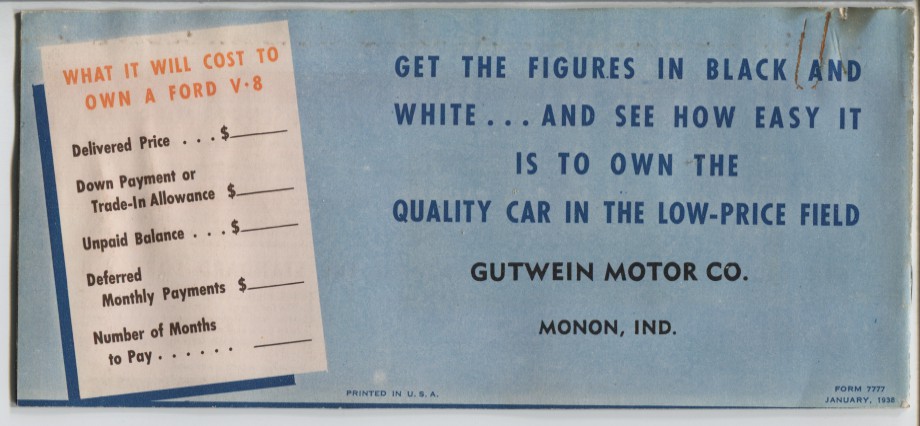 WHAT IT WILL COST TO
OWN A FORD V·8
Delivered Price . . . $
Down Payment or
Trade-In Allowance $
Unpaid Balance . . . $
Deferred
Monthly Payments $
Number of Months
to Pay . . . . . .
GET THE FIGURES IN BLACK AND
WHITE... AND SEE HOW EASY IT
IS TO OWN THE
QUALITY CAR IN THE LOW-PRICE FIELD
GUTWEIN MOTOR CO.
MONON, IND.
PRINTED IN U. S. A.
FORM 7777
JANUARY, 1938